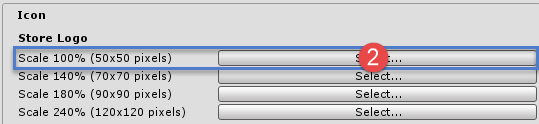 Icon
Store Logo
Scale 100% (50x50 pixels) Select...
2
Scale 140% (70x70 pixels) Select...
Scale 180% (90x90 pixels) Select...
Scale 240% (120x120 pixels) Select...